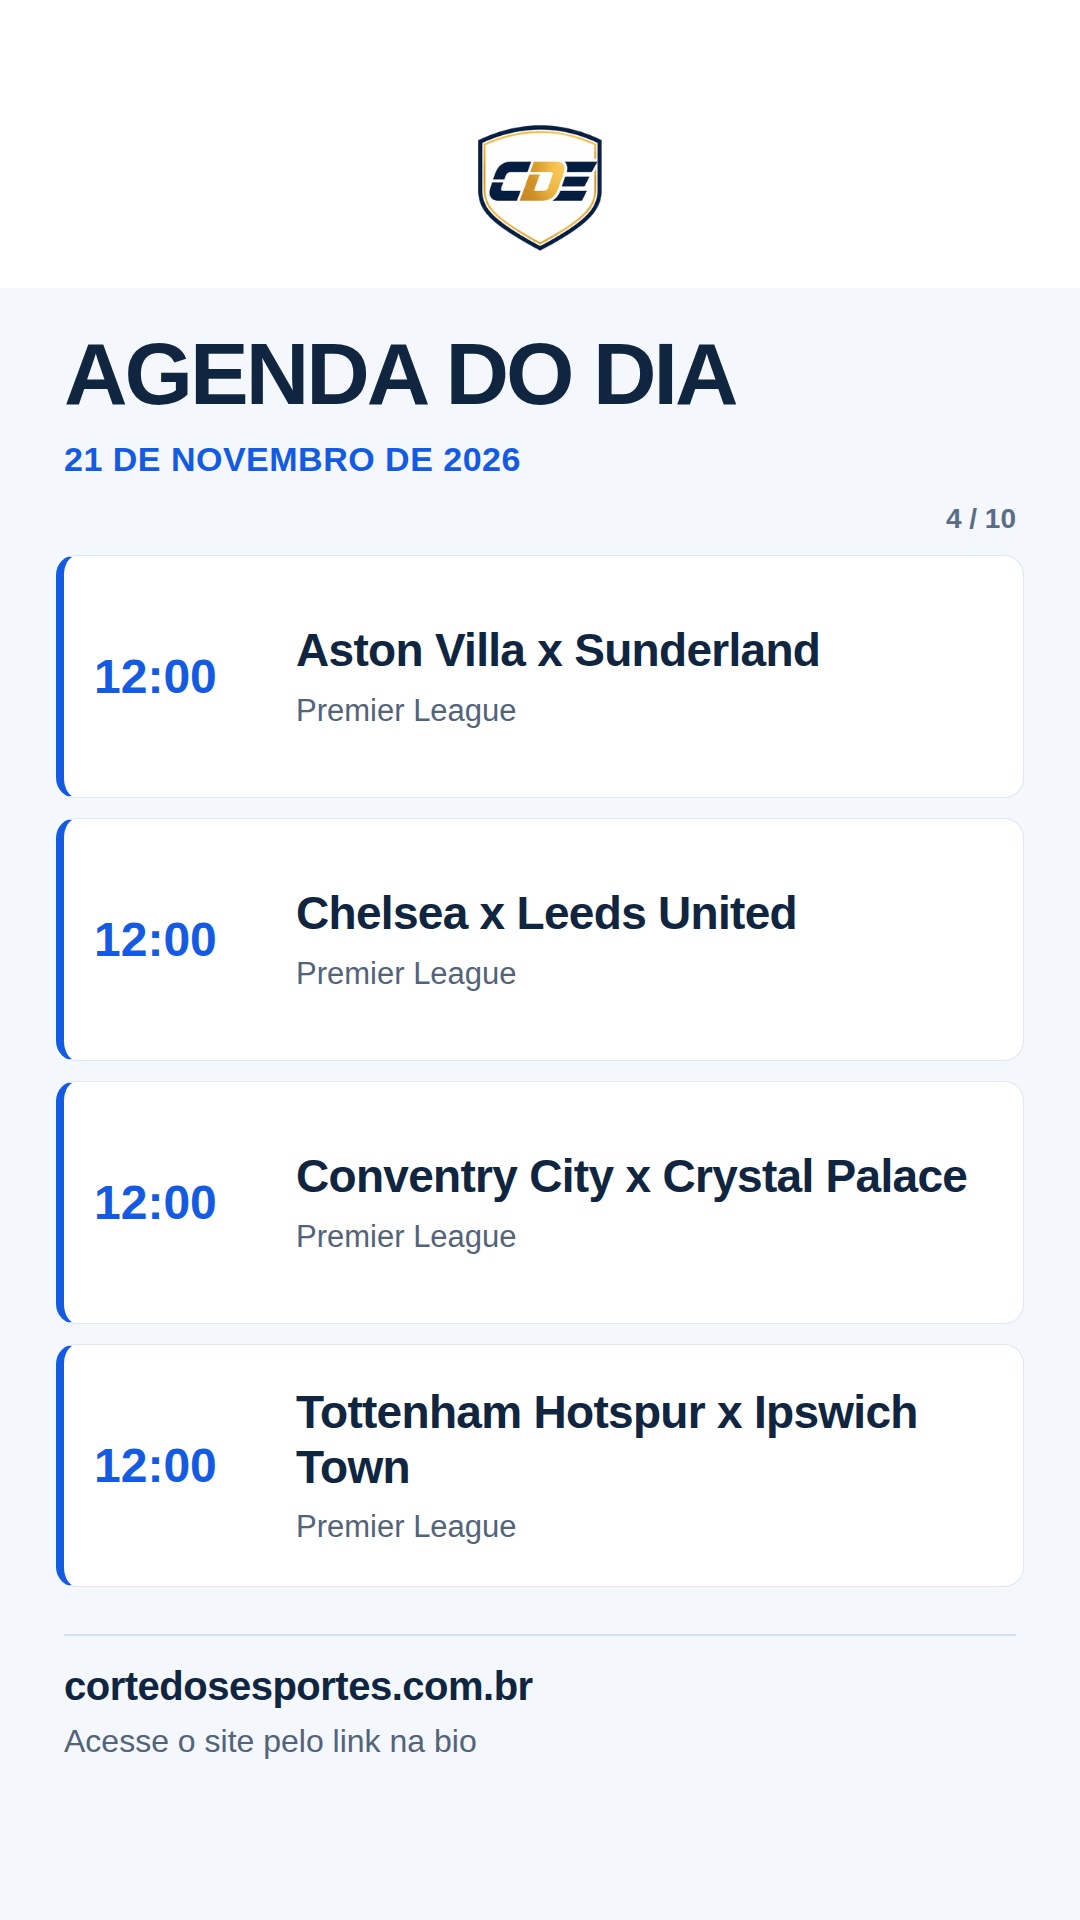 CDE
AGENDA DO DIA
21 DE NOVEMBRO DE 2026
4 / 10
12:00
Aston Villa x Sunderland
Premier League
12:00
Chelsea x Leeds United
Premier League
12:00
Conventry City x Crystal Palace
Premier League
12:00
Tottenham Hotspur x Ipswich
Town
Premier League
cortedosesportes.com.br
Acesse o site pelo link na bio